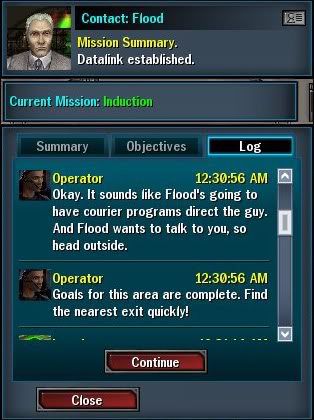 Contact: Flood
Mission Summary.
Datalink established.
Current Mission: Induction
Summary
Objectives
Log
Operator 12:30:56 AM
Okay. It sounds like Flood's going to
have courier programs direct the guy.
And Flood wants to talk to you, so
head outside.
Operator 12:30:56 AM
Goals for this area are complete. Find
the nearest exit quickly!
Continue
Close